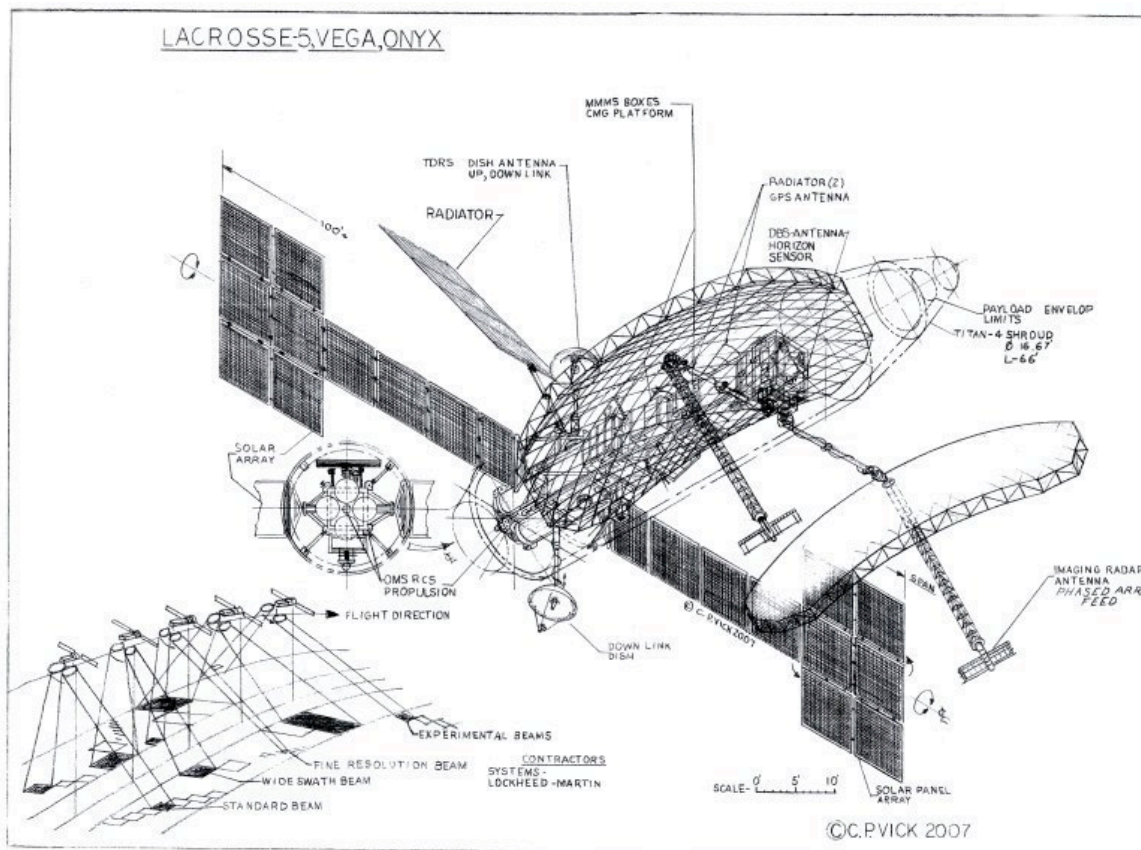 LACROSSE-5,VEGA,ONYX
MMMS BOXES
CMG PLATFORM
TDRS DISH ANTENNA
UP, DOWN LINK
RADIATOR
RADIATOR(2)
GPS ANTENNA
100'
DBS-ANTENNA-
HORIZON
SENSOR
PAYLOAD ENVELOP
LIMITS
TITAN-4 SHROUD
Ø 16.67'
L-66'
SOLAR
ARRAY
OMS RCS
PROPULSION
SPAN
IMAGING RADAR
ANTENNA
PHASED ARR
FEED
FLIGHT DIRECTION
© C.P.VICK 2007
DOWN LINK
DISH
EXPERIMENTAL BEAMS
FINE RESOLUTION BEAM
WIDE SWATH BEAM
STANDARD BEAM
CONTRACTORS
SYSTEMS-
LOCKHEED-MARTIN
SCALE- 0' 5' 10'
SOLAR PANEL
ARRAY
©C.P.VICK 2007